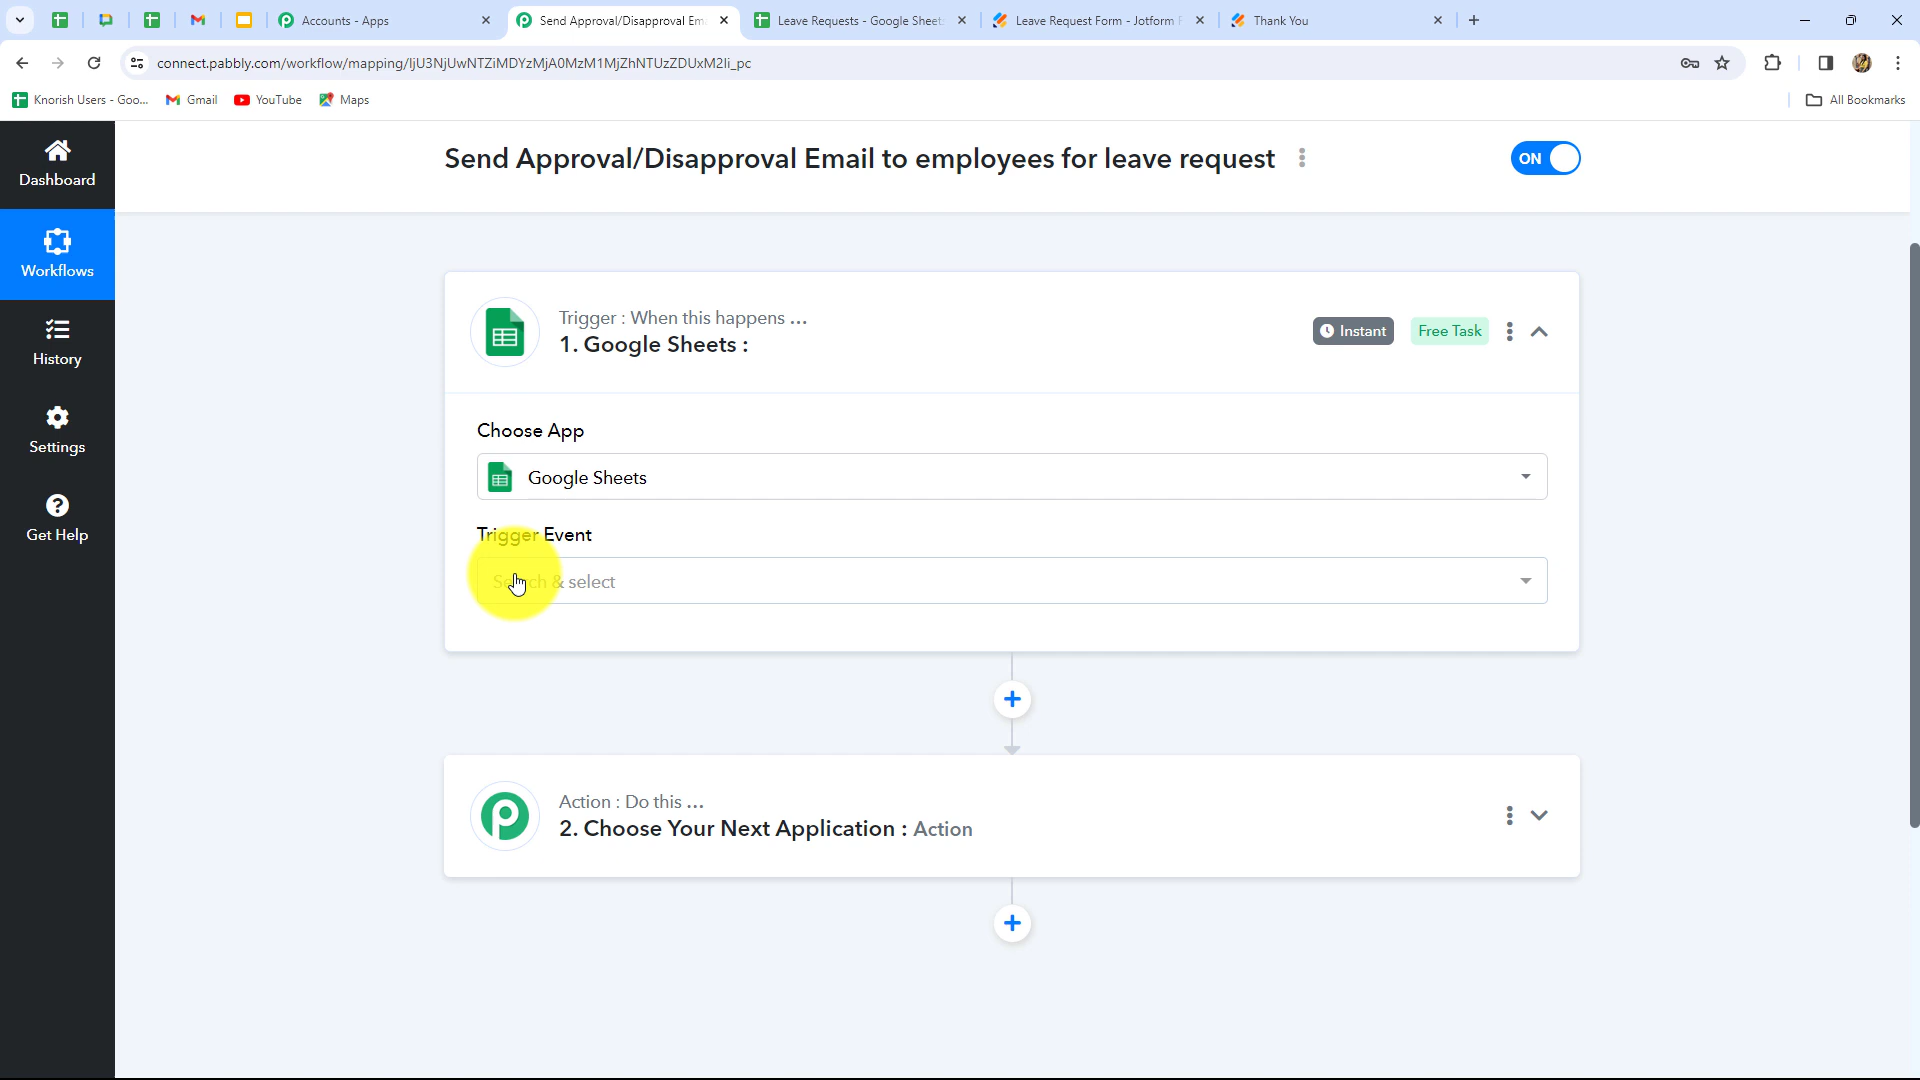 Accounts - Apps
Send Approval/Disapproval Em
Leave Requests - Google Sheet
Leave Request Form - Jotform F
Thank You
connect.pabbly.com/workflow/mapping/IjU3NjUwNTZiMDYzMjA0MzM1MjZhNTUzZDUxM2Ii_pc
Knorish Users - Goo...
Gmail
YouTube
Maps
All Bookmarks
Dashboard
Workflows
History
Settings
Get Help
Send Approval/Disapproval Email to employees for leave request
ON
Trigger : When this happens ...
1. Google Sheets :
Instant
Free Task
Choose App
Google Sheets
Trigger Event
Search & select
Action : Do this ...
2. Choose Your Next Application : Action